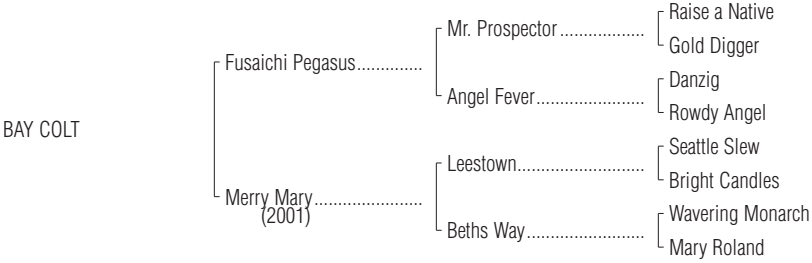 Raise a Native
Mr. Prospector...................
Gold Digger
Fusaichi Pegasus..............
Danzig
Angel Fever........................
Rowdy Angel
BAY COLT
Seattle Slew
Leestown............................
Bright Candles
Merry Mary.......................
(2001)
Wavering Monarch
Beths Way..........................
Mary Roland